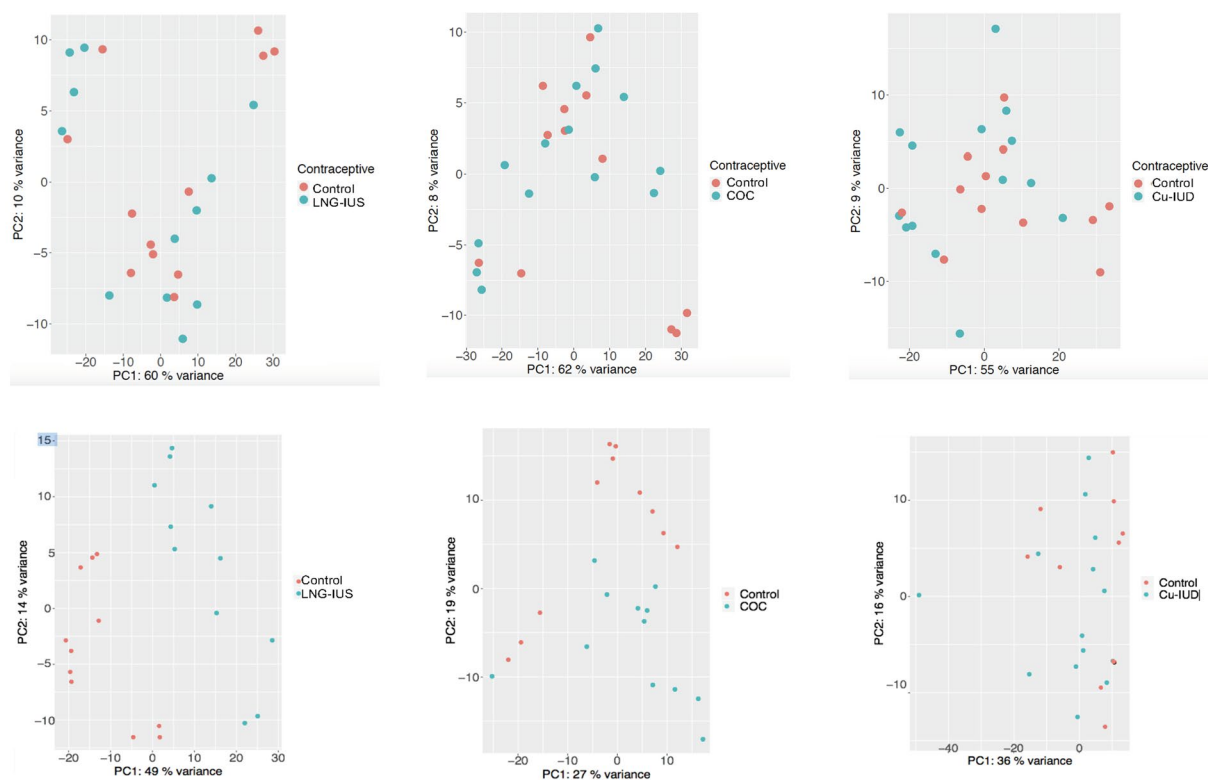 10
5
0
−5
−10
PC2: 10 % variance
−20
−10
0
10
20
30
PC1: 60 % variance
Contraceptive
Control
LNG-IUS
10
5
0
−5
−10
PC2: 8 % variance
−30
−20
−10
0
10
20
30
PC1: 62 % variance
Contraceptive
Control
COC
10
0
−10
PC2: 9 % variance
−20
0
20
PC1: 55 % variance
Contraceptive
Control
Cu-IUD
15
10
5
0
−5
−10
PC2: 14 % variance
−20
−10
0
10
20
30
PC1: 49 % variance
Control
LNG-IUS
10
0
−10
PC2: 19 % variance
−20
−10
0
10
PC1: 27 % variance
Control
COC
10
0
−10
PC2: 16 % variance
−40
−20
0
PC1: 36 % variance
Control
Cu-IUD